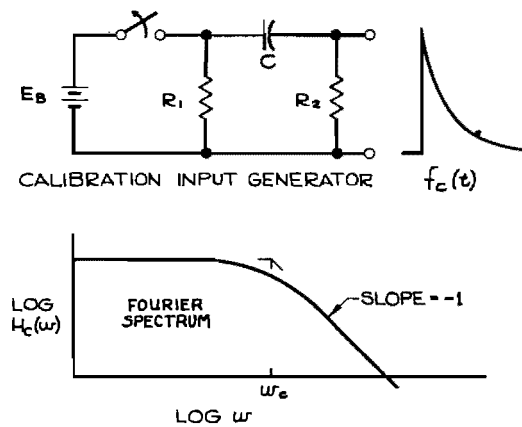 E_B
R_1
C
R_2
CALIBRATION INPUT GENERATOR
f_c(t)
LOG
H_c(ω)
FOURIER
SPECTRUM
SLOPE = -1
ω_c
LOG ω